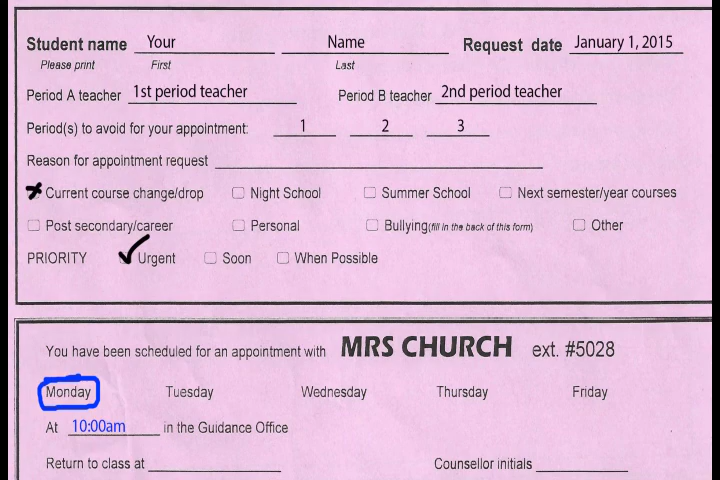 Student name Your Name Request date January 1, 2015
Please print First Last
Period A teacher 1st period teacher Period B teacher 2nd period teacher
Period(s) to avoid for your appointment: 1 2 3
Reason for appointment request
Current course change/drop Night School Summer School Next semester/year courses
Post secondary/career Personal Bullying(fill in the back of this form) Other
PRIORITY Urgent Soon When Possible
You have been scheduled for an appointment with MRS CHURCH ext. #5028
Monday Tuesday Wednesday Thursday Friday
At 10:00am in the Guidance Office
Return to class at Counsellor initials